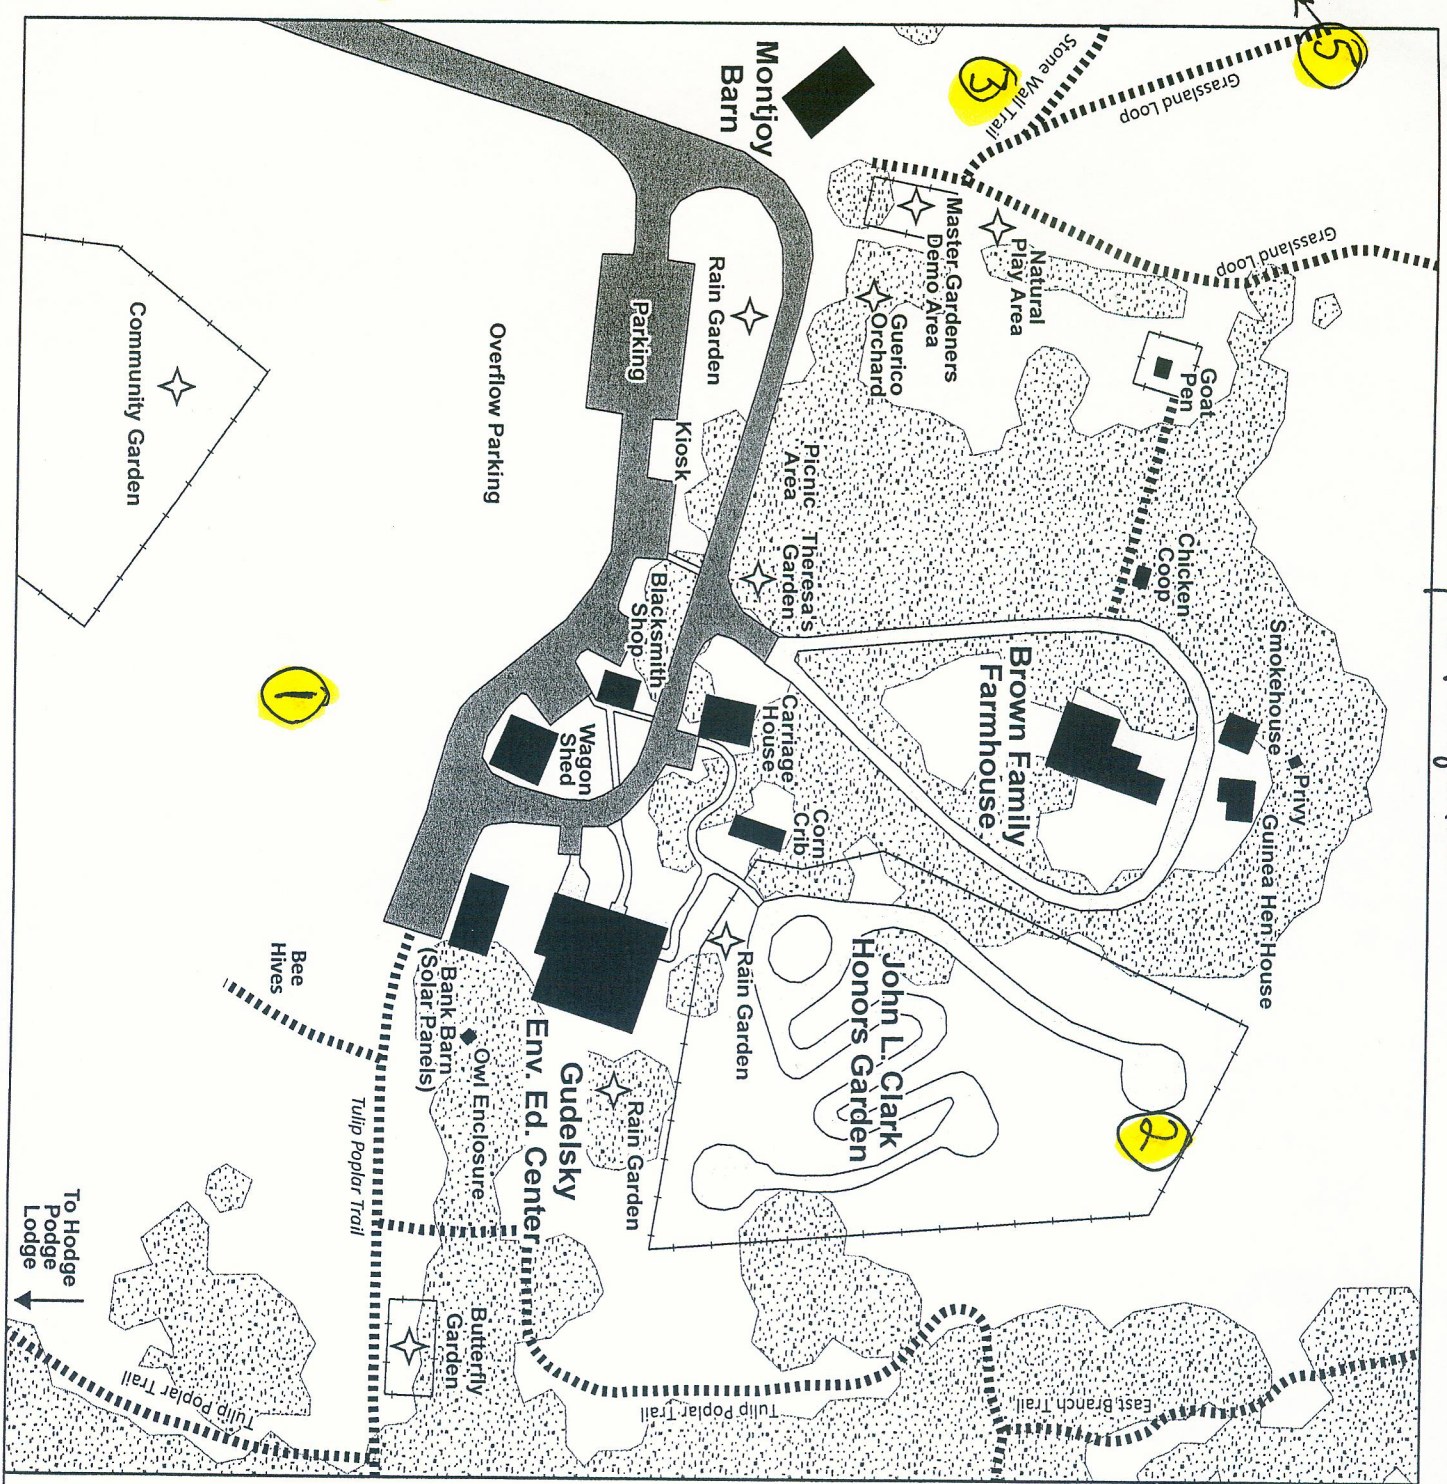 5
3
Stone Wall Trail
Grassland Loop
Montjoy
Barn
Master Gardeners
Demo Area
Natural
Play Area
Grassland Loop
Guerico
Orchard
Rain Garden
Parking
Goat
Pen
Community Garden
Overflow Parking
Kiosk
Picnic
Area
Theresa's
Garden
Chicken
Coop
Blacksmith
Shop
Brown Family
Farmhouse
Smokehouse
Privy
Guinea Hen House
0
1
Wagon
Shed
Carriage
House
Corn
Crib
Bee
Hives
Bank Barn
(Solar Panels)
Owl Enclosure
Gudelsky
Env. Ed. Center
Rain Garden
Rain Garden
John L. Clark
Honors Garden
2
Tulip Poplar Trail
To Hodge
Podge
Lodge
Butterfly
Garden
Tulip Poplar Trail
Tulip Poplar Trail
East Branch Trail